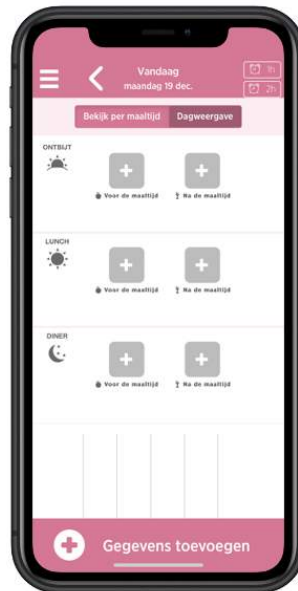 Vandaag
maandag 19 dec.
1h
2h
Bekijk per maaltijd
Dagweergave
ONTBIJT
Voor de maaltijd
Na de maaltijd
LUNCH
Voor de maaltijd
Na de maaltijd
DINER
Voor de maaltijd
Na de maaltijd
Gegevens toevoegen